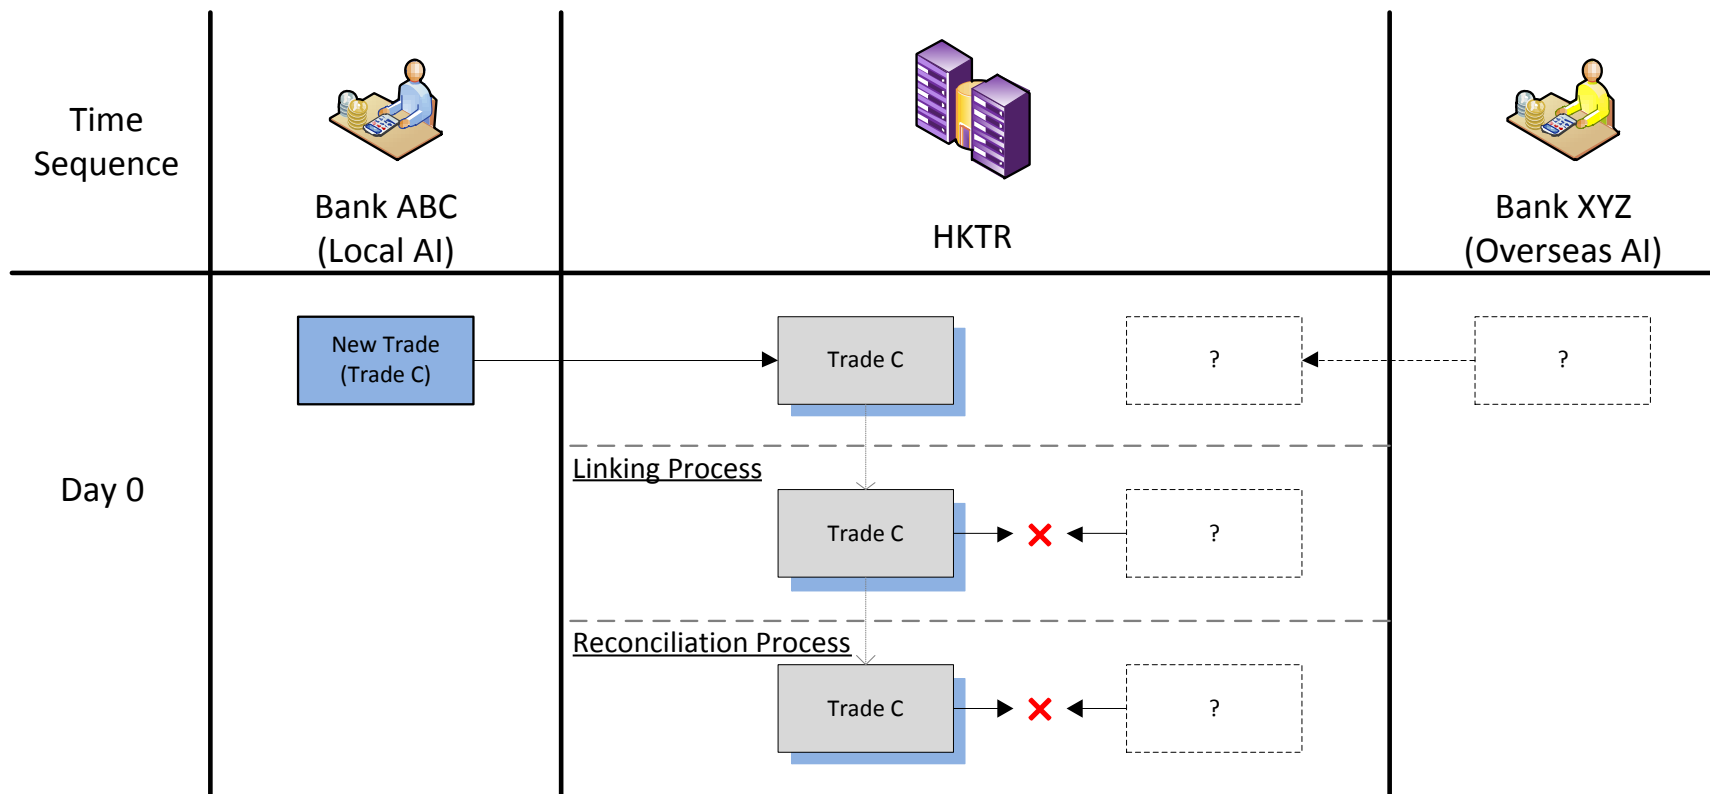 Time
Sequence
Bank ABC
(Local AI)
HKTR
Bank XYZ
(Overseas AI)
Day 0
New Trade
(Trade C)
Trade C
?
?
Linking Process
Trade C
?
Reconciliation Process
Trade C
?